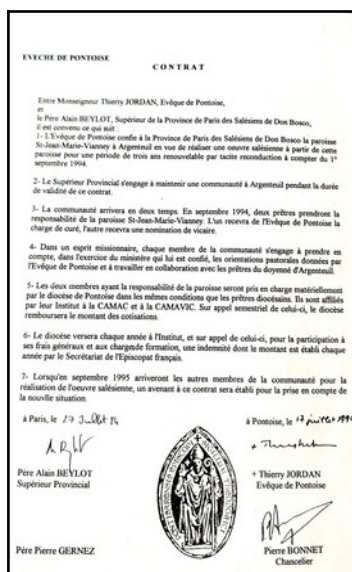 EVECHE DE PONTOISE
CONTRAT
Entre Monseigneur Thierry JORDAN, Evêque de Pontoise,
et
le Père Alain BEYLOT, Supérieur de la Province de Paris des Salésiens de Don Bosco,
il est convenu ce qui suit :
1- L'Evêque de Pontoise confie à la Province de Paris des Salésiens de Don Bosco la paroisse
St-Jean-Marie-Vianney à Argenteuil en vue de réaliser une oeuvre salésienne à partir de cette
paroisse pour une période de trois ans renouvelable par tacite reconduction à compter du 1º
septembre 1994.
2- Le Supérieur Provincial s'engage à maintenir une communauté à Argenteuil pendant la durée
de validité de ce contrat.
3- La communauté arrivera en deux temps. En septembre 1994, deux prêtres prendront la
responsabilité de la paroisse St-Jean-Marie-Vianney. L'un recevra de l'Evêque de Pontoise la
charge de curé, l'autre recevra une nomination de vicaire.
4- Dans un esprit missionnaire, chaque membre de la communauté s'engage à prendre en
compte, dans l'exercice du ministère qui lui est confié, les orientations pastorales données par
l'Evêque de Pontoise et à travailler en collaboration avec les prêtres du doyenné d'Argenteuil.
5- Les deux membres ayant la responsabilité de la paroisse seront pris en charge matériellement
par le diocèse de Pontoise dans les mêmes conditions que les prêtres diocésains. Ils sont affiliés
par leur Institut à la CAMAC et à la CAMAVIC. Sur appel semestriel de celui-ci, le diocèse
remboursera le montant des cotisations.
6- Le diocèse versera chaque année à l'Institut, et sur appel de celui-ci, pour la participation à
ses frais généraux et aux charges de formation, une indemnité dont le montant est établi chaque
année par le Secrétariat de l'Episcopat français.
7- Lorsqu'en septembre 1995 arriveront les autres membres de la communauté pour la
réalisation de l'oeuvre salésienne, un avenant à ce contrat sera établi pour la prise en compte de
la nouvelle situation.
à Paris, le 27 Juillet 94
à Pontoise, le 17 juillet 1994
Père Alain BEYLOT
Supérieur Provincial
+ Thierry JORDAN
Evêque de Pontoise
Père Pierre GERNEZ
Pierre BONNET
Chancelier